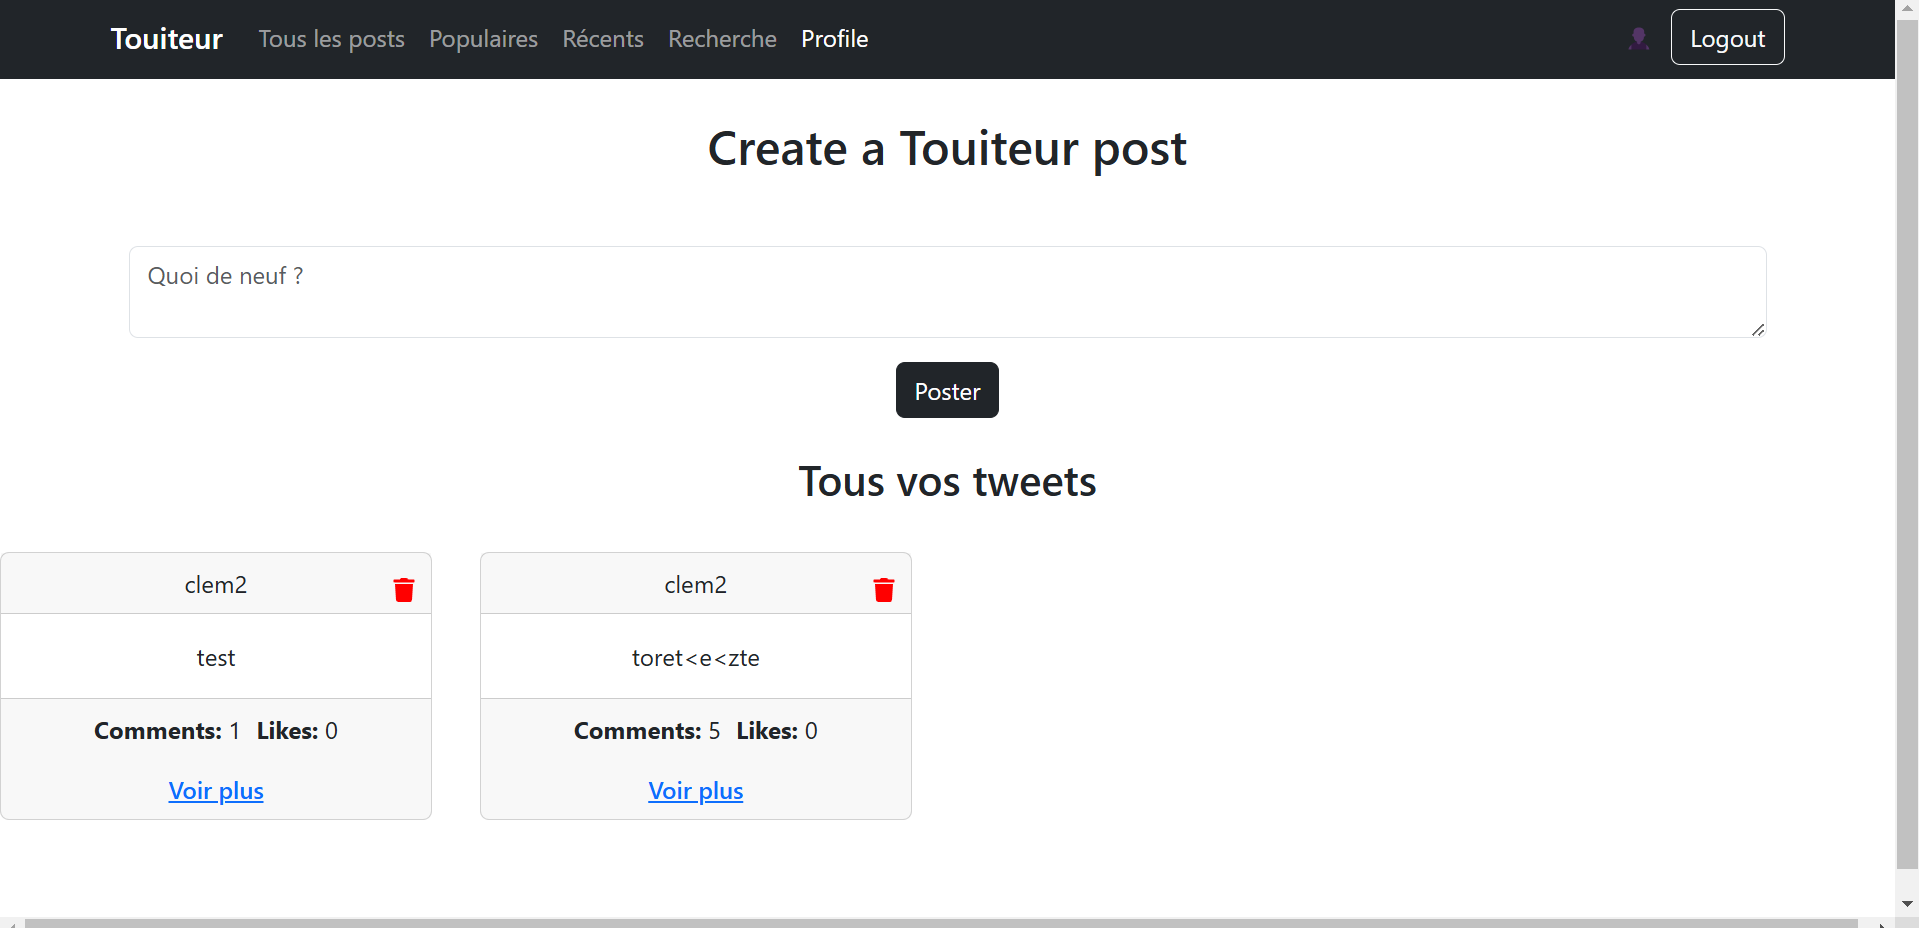 Touiteur Tous les posts Populaires Récents Recherche Profile Logout
Create a Touiteur post
Quoi de neuf ?
Poster
Tous vos tweets
clem2
test
Comments: 1 Likes: 0
Voir plus
clem2
toret<e<zte
Comments: 5 Likes: 0
Voir plus